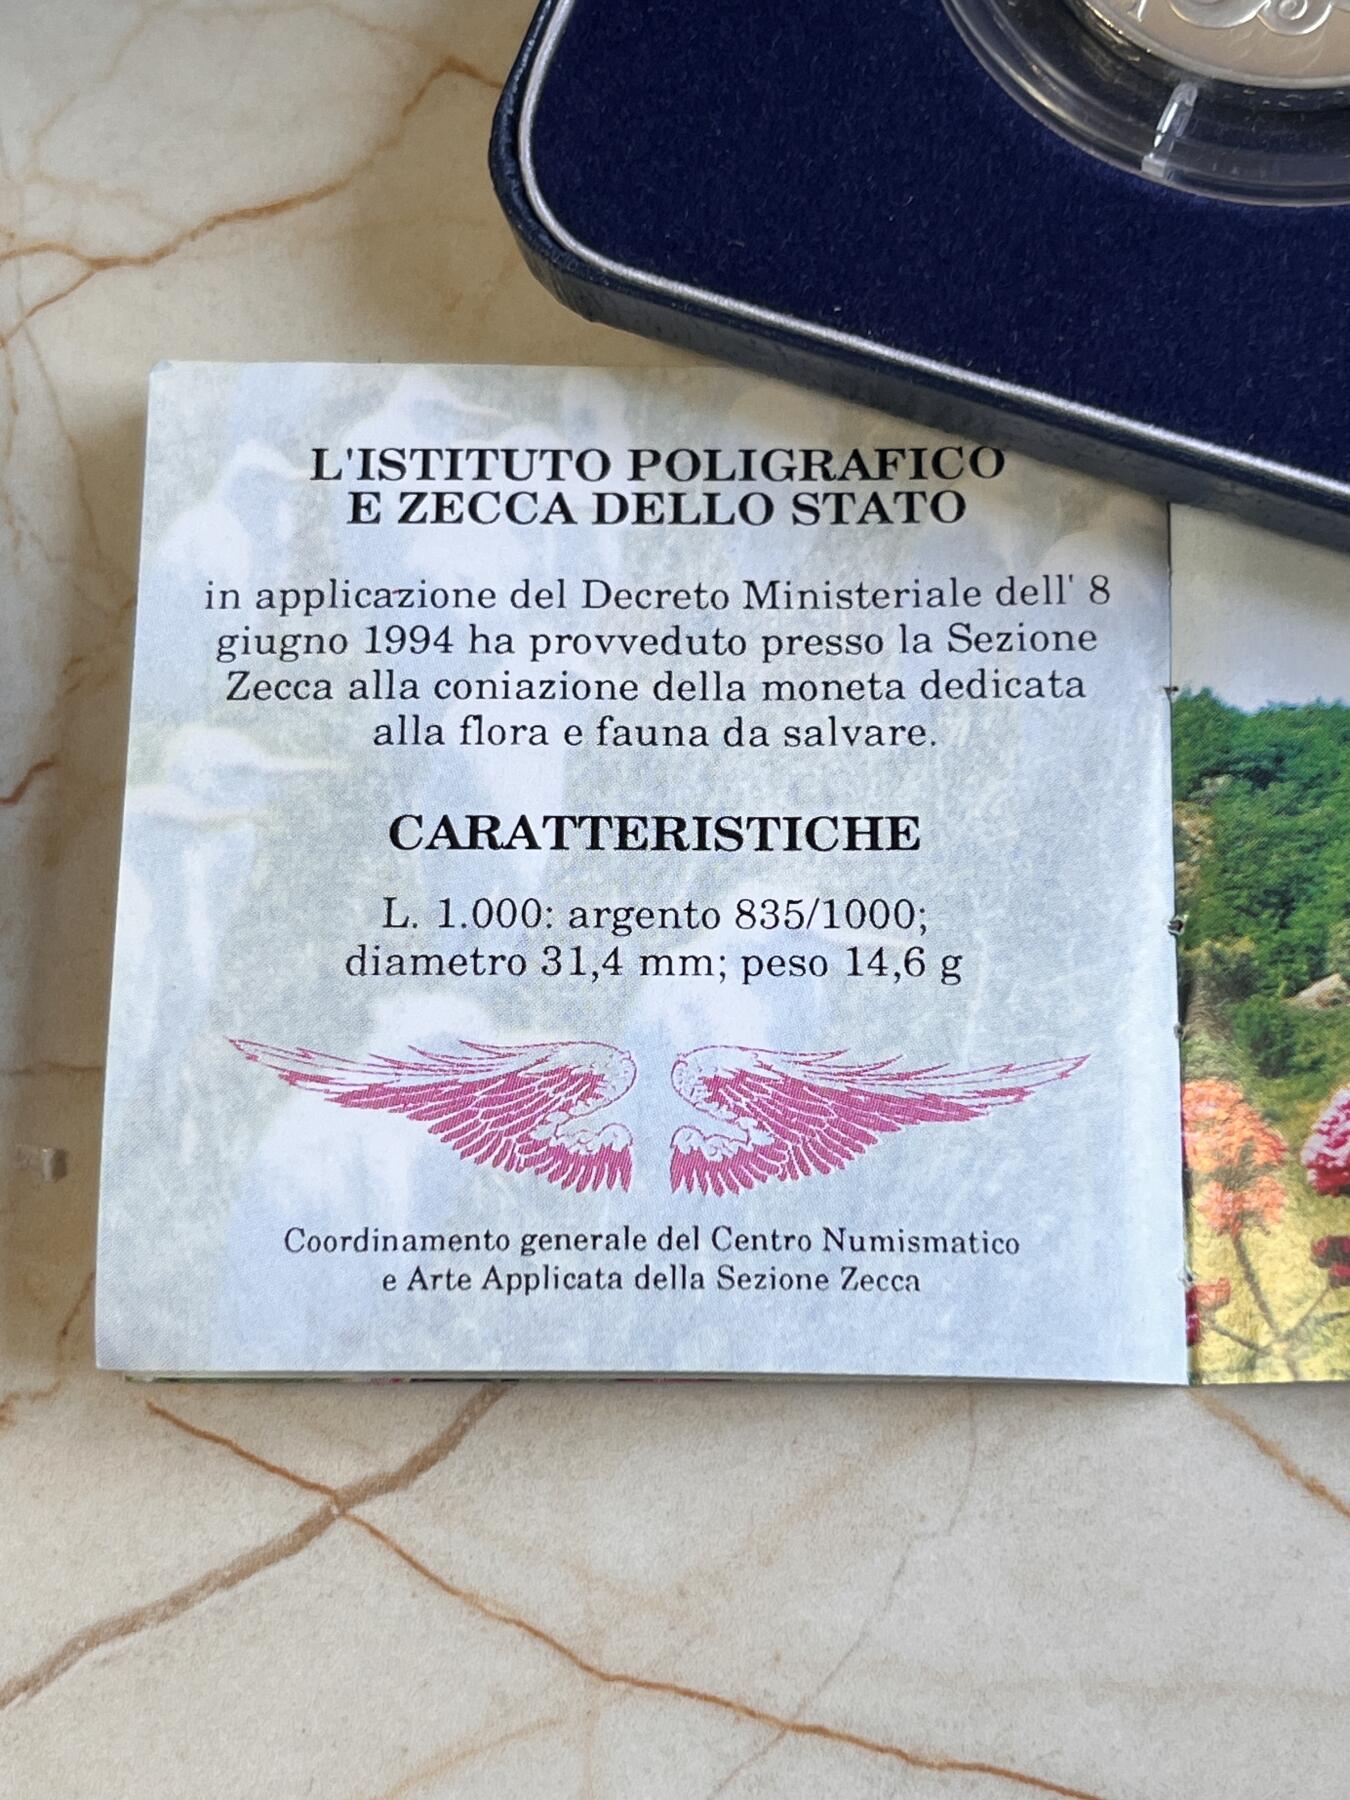 L'ISTITUTO POLIGRAFICO
E ZECCA DELLO STATO
in applicazione del Decreto Ministeriale dell' 8
giugno 1994 ha provveduto presso la Sezione
Zecca alla coniazione della moneta dedicata
alla flora e fauna da salvare.
CARATTERISTICHE
L. 1.000: argento 835/1000;
diametro 31,4 mm; peso 14,6 g
Coordinamento generale del Centro Numismatico
e Arte Applicata della Sezione Zecca